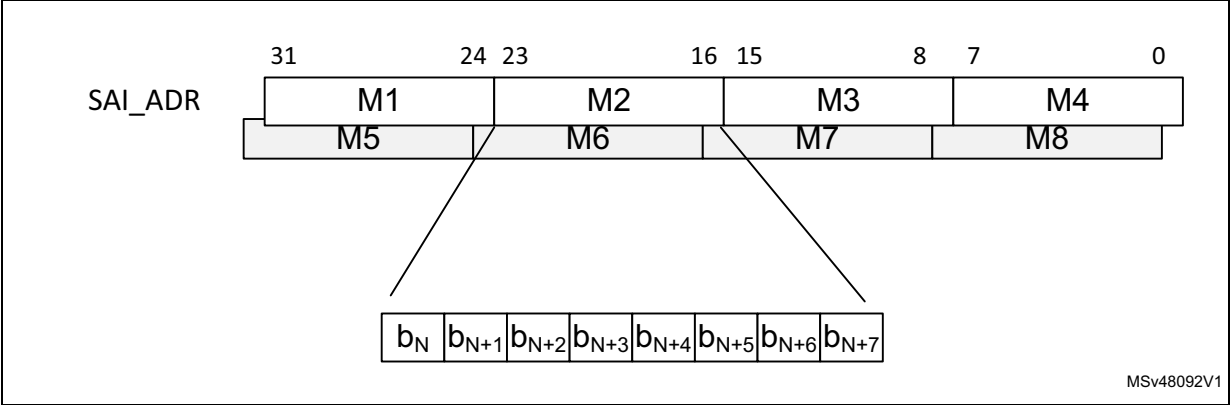 31 24 23 16 15 8 7 0
SAI_ADR M1 M2 M3 M4
M5 M6 M7 M8
bN bN+1 bN+2 bN+3 bN+4 bN+5 bN+6 bN+7
MSv48092V1